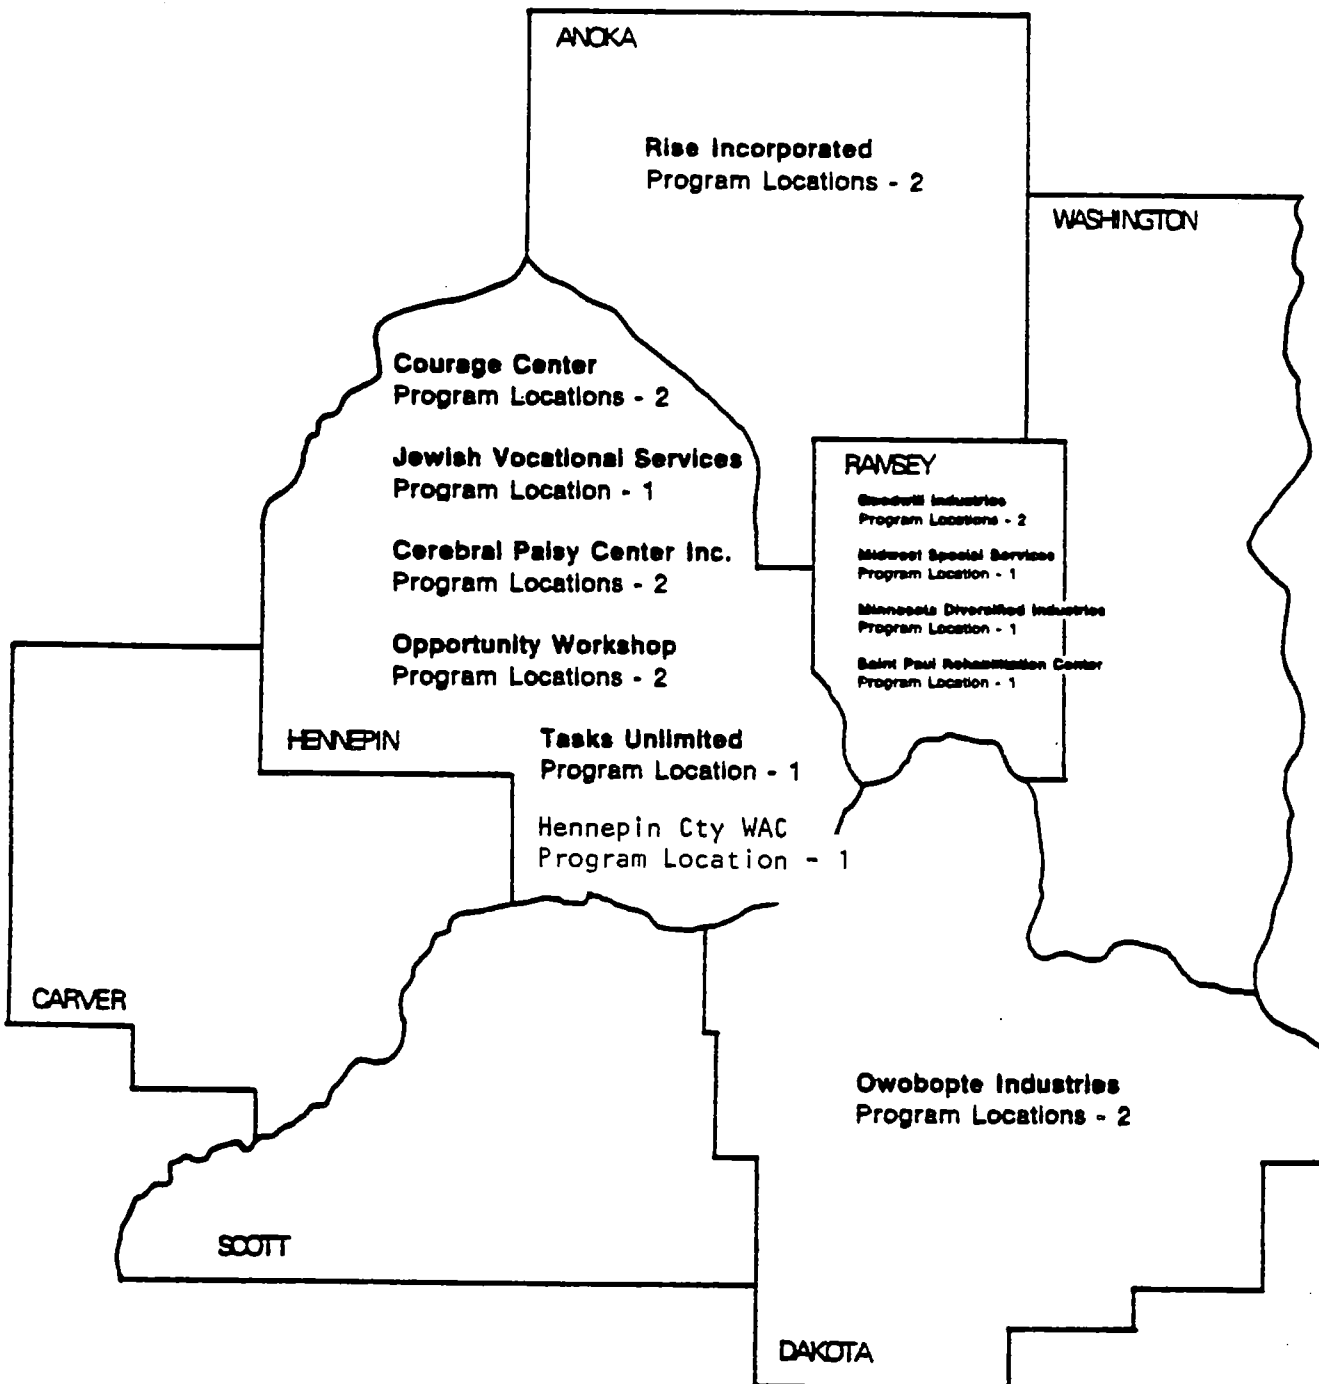 ANOKA
Rise Incorporated
Program Locations - 2
WASHINGTON
Courage Center
Program Locations - 2
Jewish Vocational Services
Program Location - 1
Cerebral Palsy Center Inc.
Program Locations - 2
Opportunity Workshop
Program Locations - 2
HENNEPIN
Tasks Unlimited
Program Location - 1
Hennepin Cty WAC
Program Location - 1
RAMSEY
Goodwill Industries
Program Locations - 2
Midwest Special Services
Program Location - 1
Minnesota Diversified Industries
Program Location - 1
Saint Paul Rehabilitation Center
Program Location - 1
CARVER
Owobopte Industries
Program Locations - 2
SCOTT
DAKOTA